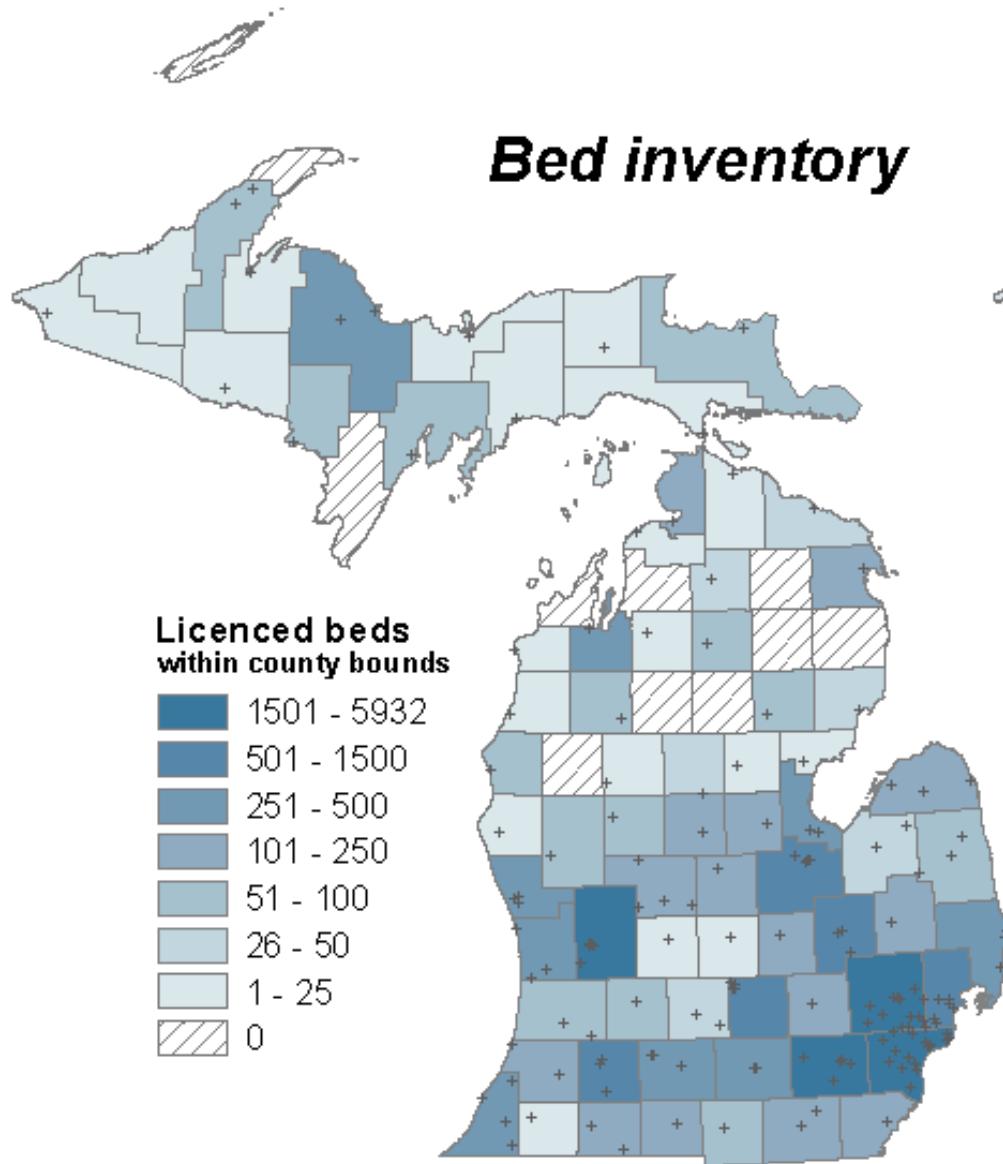 Bed inventory
Licenced beds
within county bounds
1501 - 5932
501 - 1500
251 - 500
101 - 250
51 - 100
26 - 50
1 - 25
0